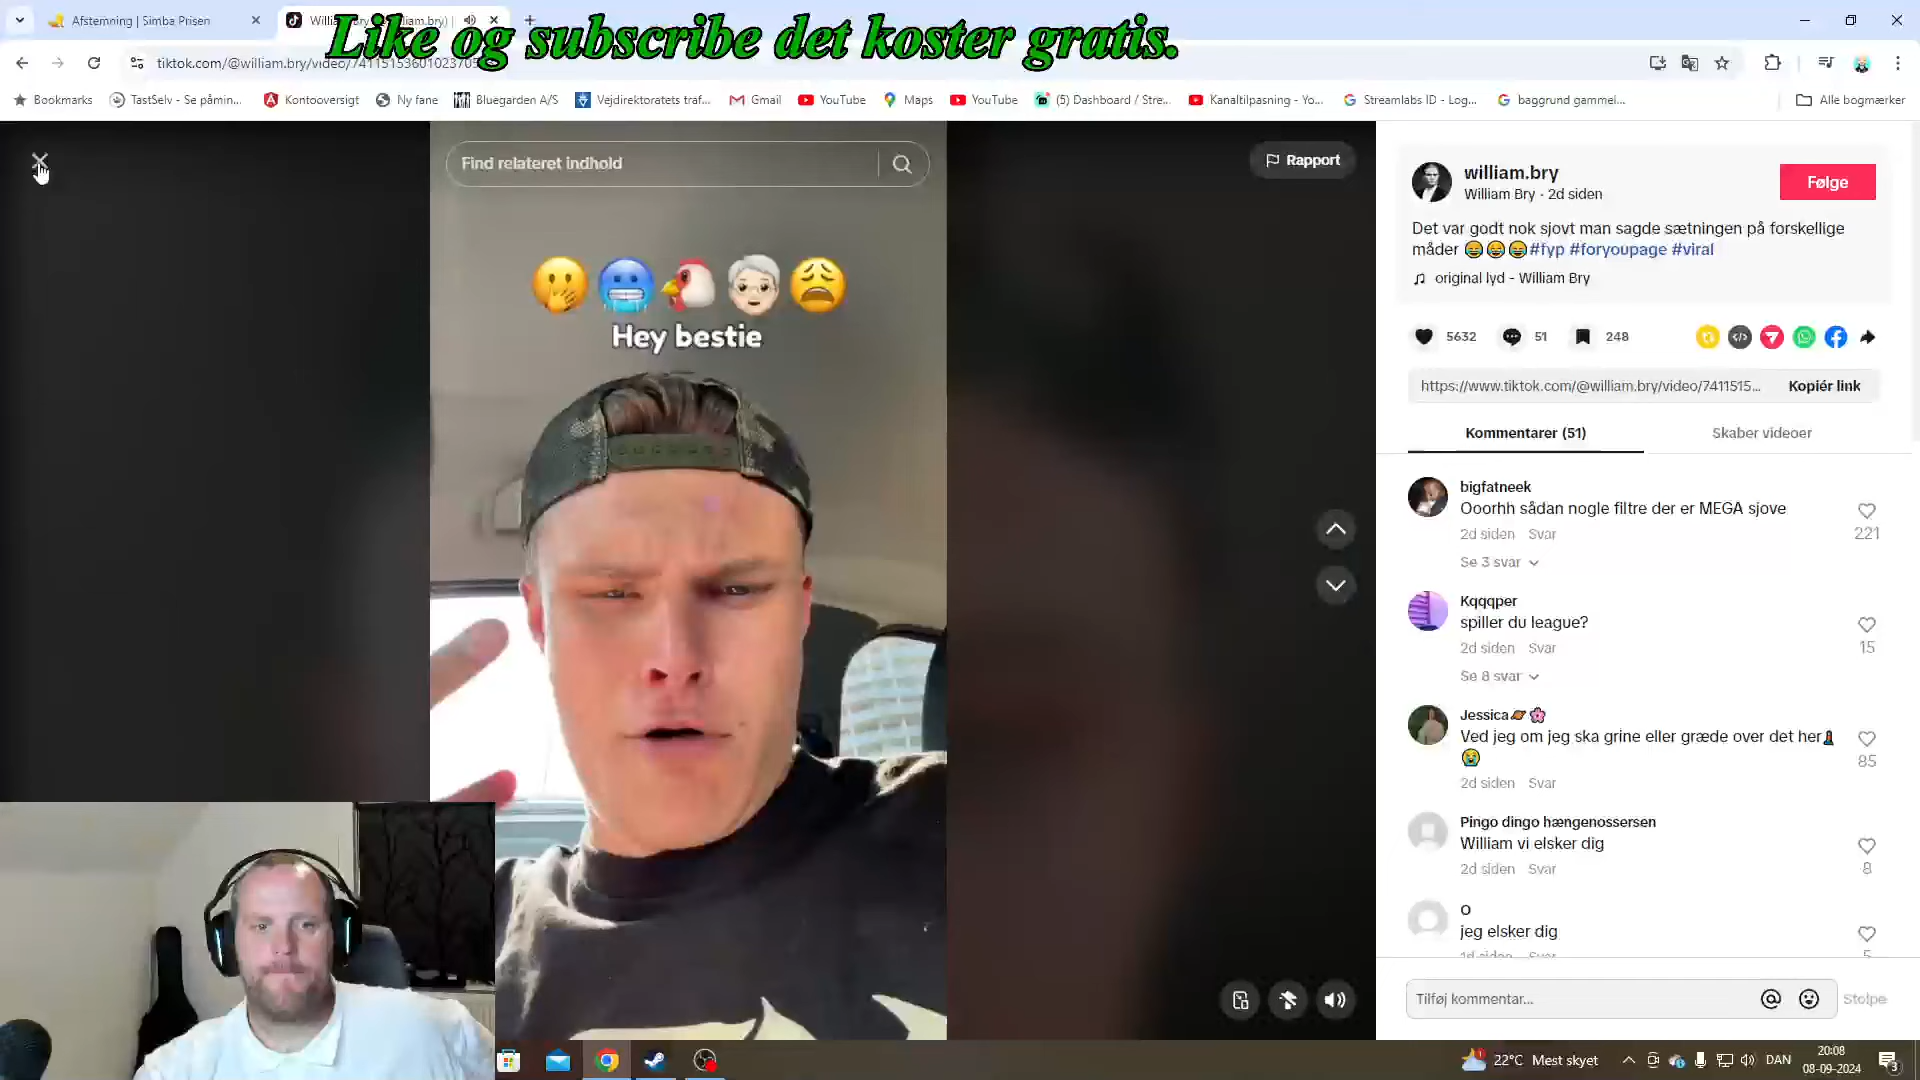 Afstemning | Simba Prisen
Like og subscribe det koster gratis.
tiktok.com/@william.bry/video/
Bookmarks
TastSelv - Se påmin...
Kontooversigt
Ny fane
Bluegarden A/S
Vejdirektoratets traf...
Gmail
YouTube
Maps
YouTube
(5) Dashboard / Stre...
Kanaltilpasning - Yo...
Streamlabs ID - Log...
baggrund gammel...
Alle bogmærker
Find relateret indhold
Rapport
Hey bestie
william.bry
William Bry · 2d siden
Følge
Det var godt nok sjovt man sagde sætningen på forskellige
måder 😂😂😂#fyp #foryoupage #viral
original lyd - William Bry
5632
51
248
https://www.tiktok.com/@william.bry/video/7411515...
Kopiér link
Kommentarer (51)
Skaber videoer
bigfatneek
Ooorhh sådan nogle filtre der er MEGA sjove
2d siden Svar
221
Se 3 svar
Kqqqper
spiller du league?
2d siden Svar
15
Se 8 svar
Jessica🪐🌸
Ved jeg om jeg ska grine eller græde over det her
😭
85
2d siden Svar
Pingo dingo hængenossersen
William vi elsker dig
2d siden Svar
8
O
jeg elsker dig
Tilføj kommentar...
Stolpe
22°C Mest skyet
DAN
20:08
08-09-2024
3